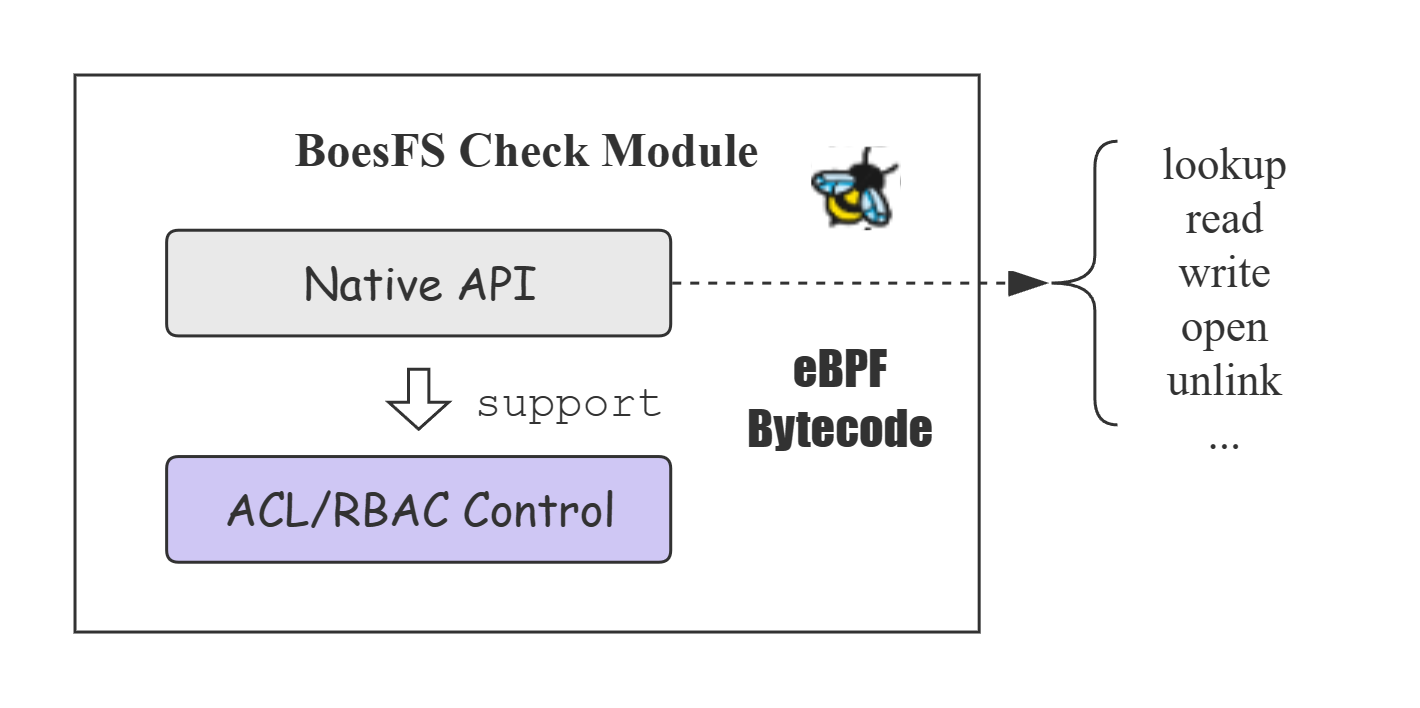 BoesFS Check Module
Native API
support
ACL/RBAC Control
eBPF
Bytecode
lookup
read
write
open
unlink
...